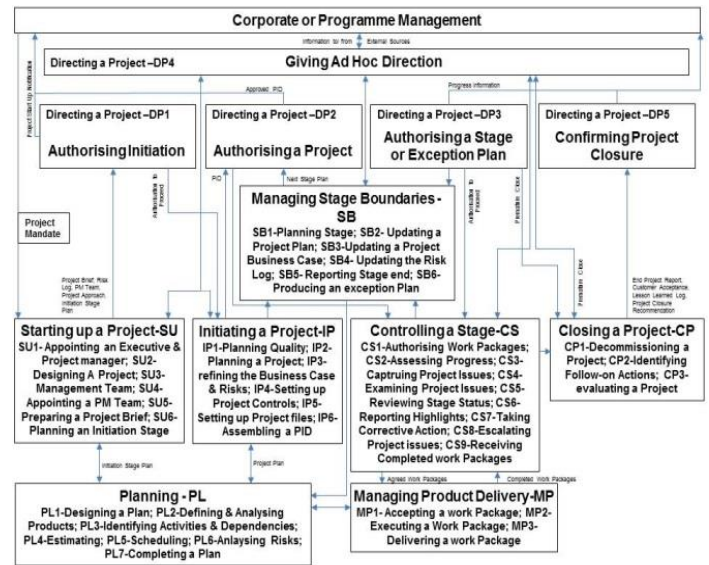 Corporate or Programme Management
Information to/ from
External Sources
Directing a Project –DP4
Giving Ad Hoc Direction
Project Start Up Notification
Approved PID
Progress information
Directing a Project –DP1
Authorising Initiation
Directing a Project –DP2
Authorising a Project
Directing a Project –DP3
Authorising a Stage
or Exception Plan
Directing a Project –DP5
Confirming Project
Closure
Project
Mandate
Authorisation to
Proceed
PID
Next Stage Plan
Authorisation to
Proceed
Premature Close
Premature Close
Managing Stage Boundaries -
SB
SB1-Planning Stage; SB2- Updating a
Project Plan; SB3-Updating a Project
Business Case; SB4- Updating the Risk
Log; SB5- Reporting Stage end; SB6-
Producing an exception Plan
Project Brief; Risk
Log, PM Team,
Project Approach,
Initiation Stage
Plan
End Project Report,
Customer Acceptance,
Lesson Learned Log,
Project Closure
Recommendation
Starting up a Project-SU
SU1- Appointing an Executive &
Project manager; SU2-
Designing A Project; SU3-
Management Team; SU4-
Appointing a PM Team; SU5-
Preparing a Project Brief; SU6-
Planning an Initiation Stage
Initiating a Project-IP
IP1-Planning Quality; IP2-
Planning a Project; IP3-
refining the Business Case
& Risks; IP4-Setting up
Project Controls; IP5-
Setting up Project files; IP6-
Assembling a PID
Controlling a Stage-CS
CS1-Authorising Work Packages;
CS2-Assessing Progress; CS3-
Captruing Project Issues; CS4-
Examining Project Issues; CS5-
Reviewing Stage Status; CS6-
Reporting Highlights; CS7-Taking
Corrective Action; CS8-Escalating
Project issues; CS9-Receiving
Completed work Packages
Closing a Project-CP
CP1-Decommissioning a
Project; CP2-Identifying
Follow-on Actions; CP3-
evaluating a Project
Initiation Stage Plan
Project Plan
Agreed Work Packages
Completed Work Packages
Planning - PL
PL1-Designing a Plan; PL2-Defining & Analysing
Products; PL3-Identifying Activities & Dependencies;
PL4-Estimating; PL5-Scheduling; PL6-Anlaysing Risks;
PL7-Completing a Plan
Managing Product Delivery-MP
MP1- Accepting a work Package; MP2-
Executing a Work Package; MP3-
Delivering a work Package